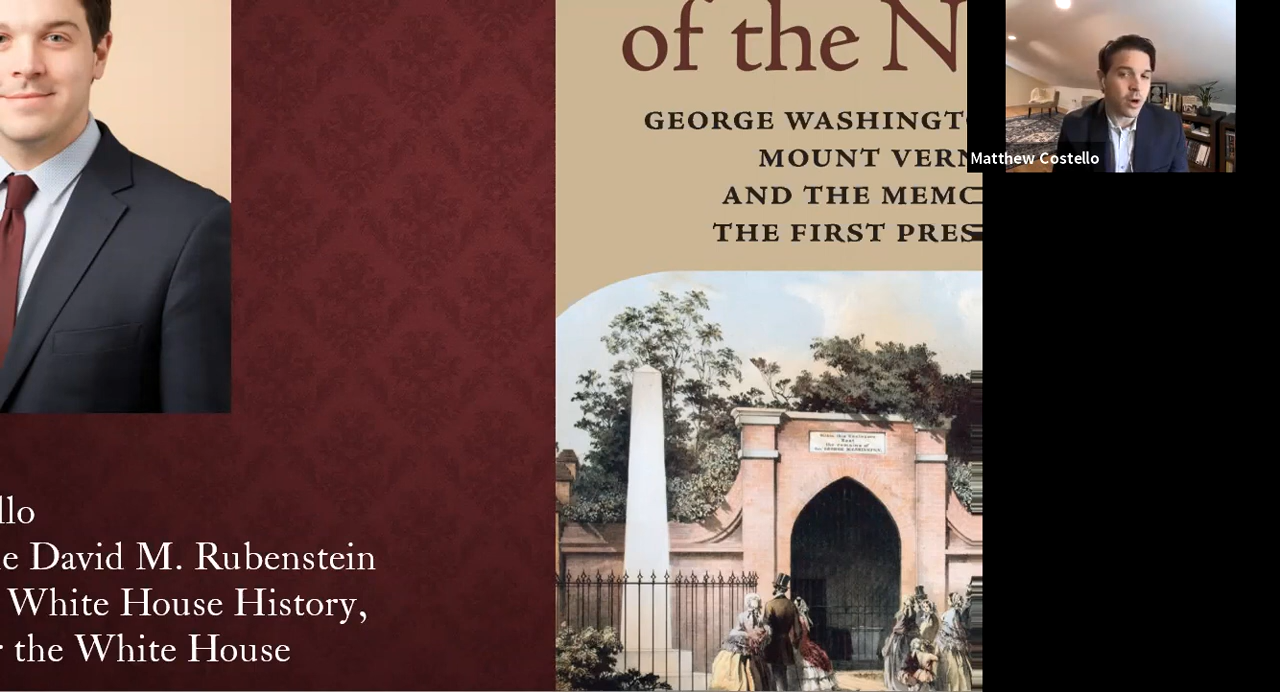 of the N
GEORGE WASHINGT
MOUNT VERN
AND THE MEMO
THE FIRST PRES
Matthew Costello
llo
e David M. Rubenstein
White House History,
r the White House